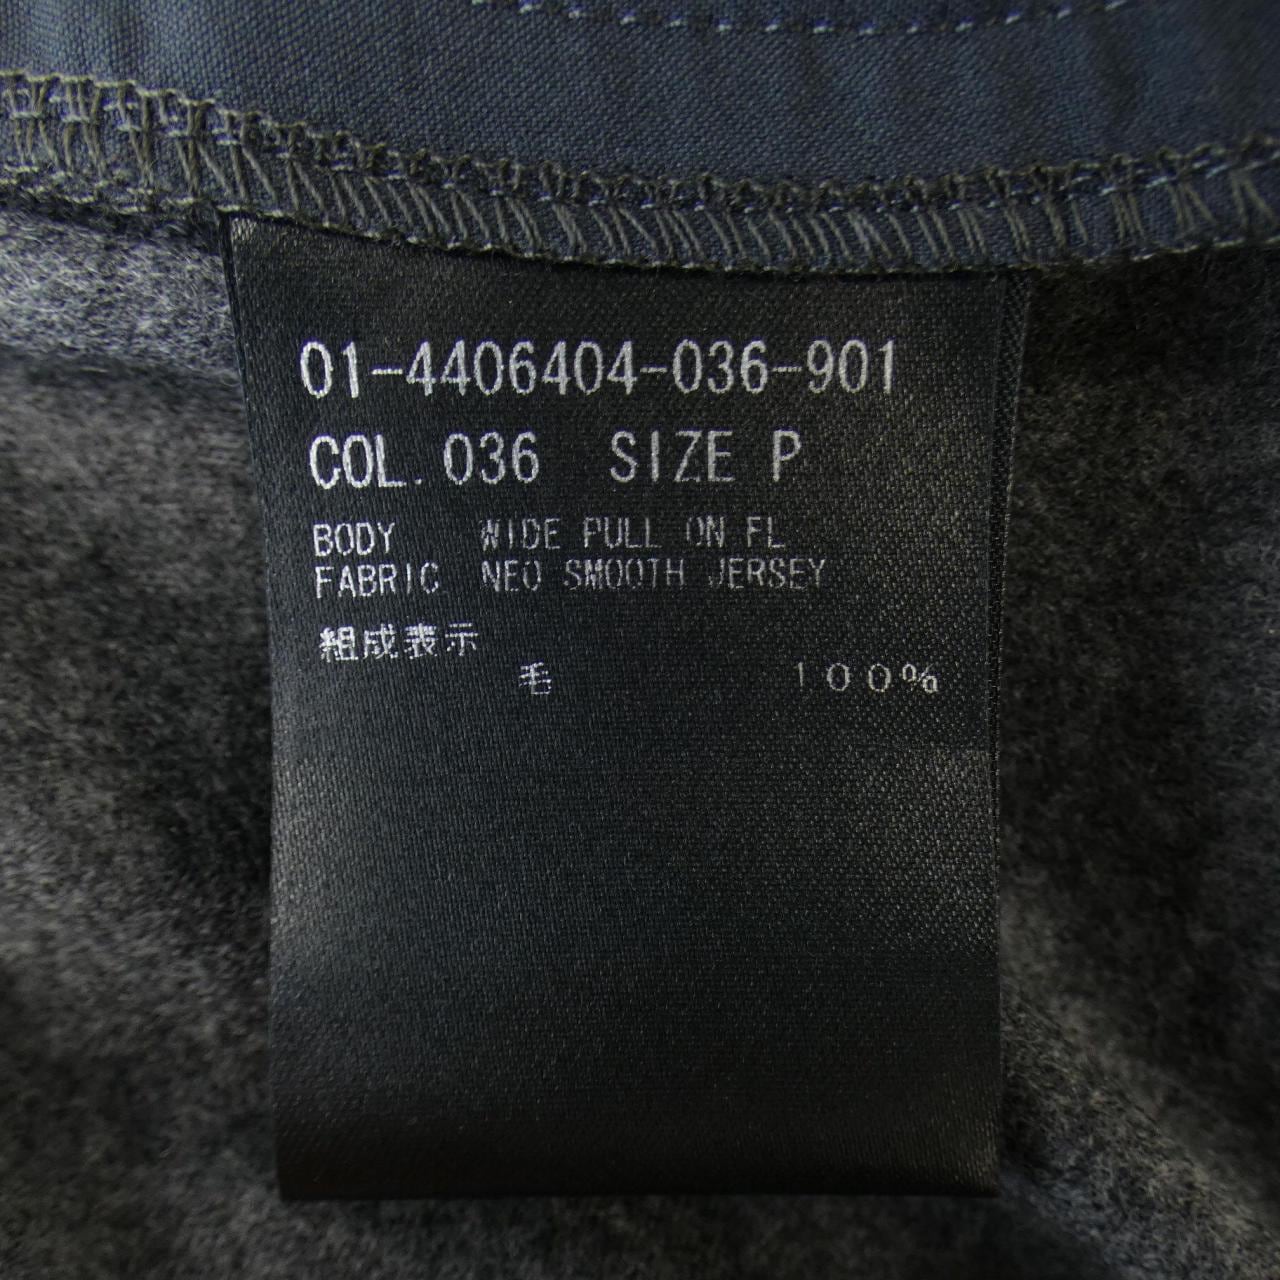 01-4406404-036-901
COL. 036 SIZE P
BODY WIDE PULL ON FL
FABRIC NEO SMOOTH JERSEY
組成表示
毛 100%